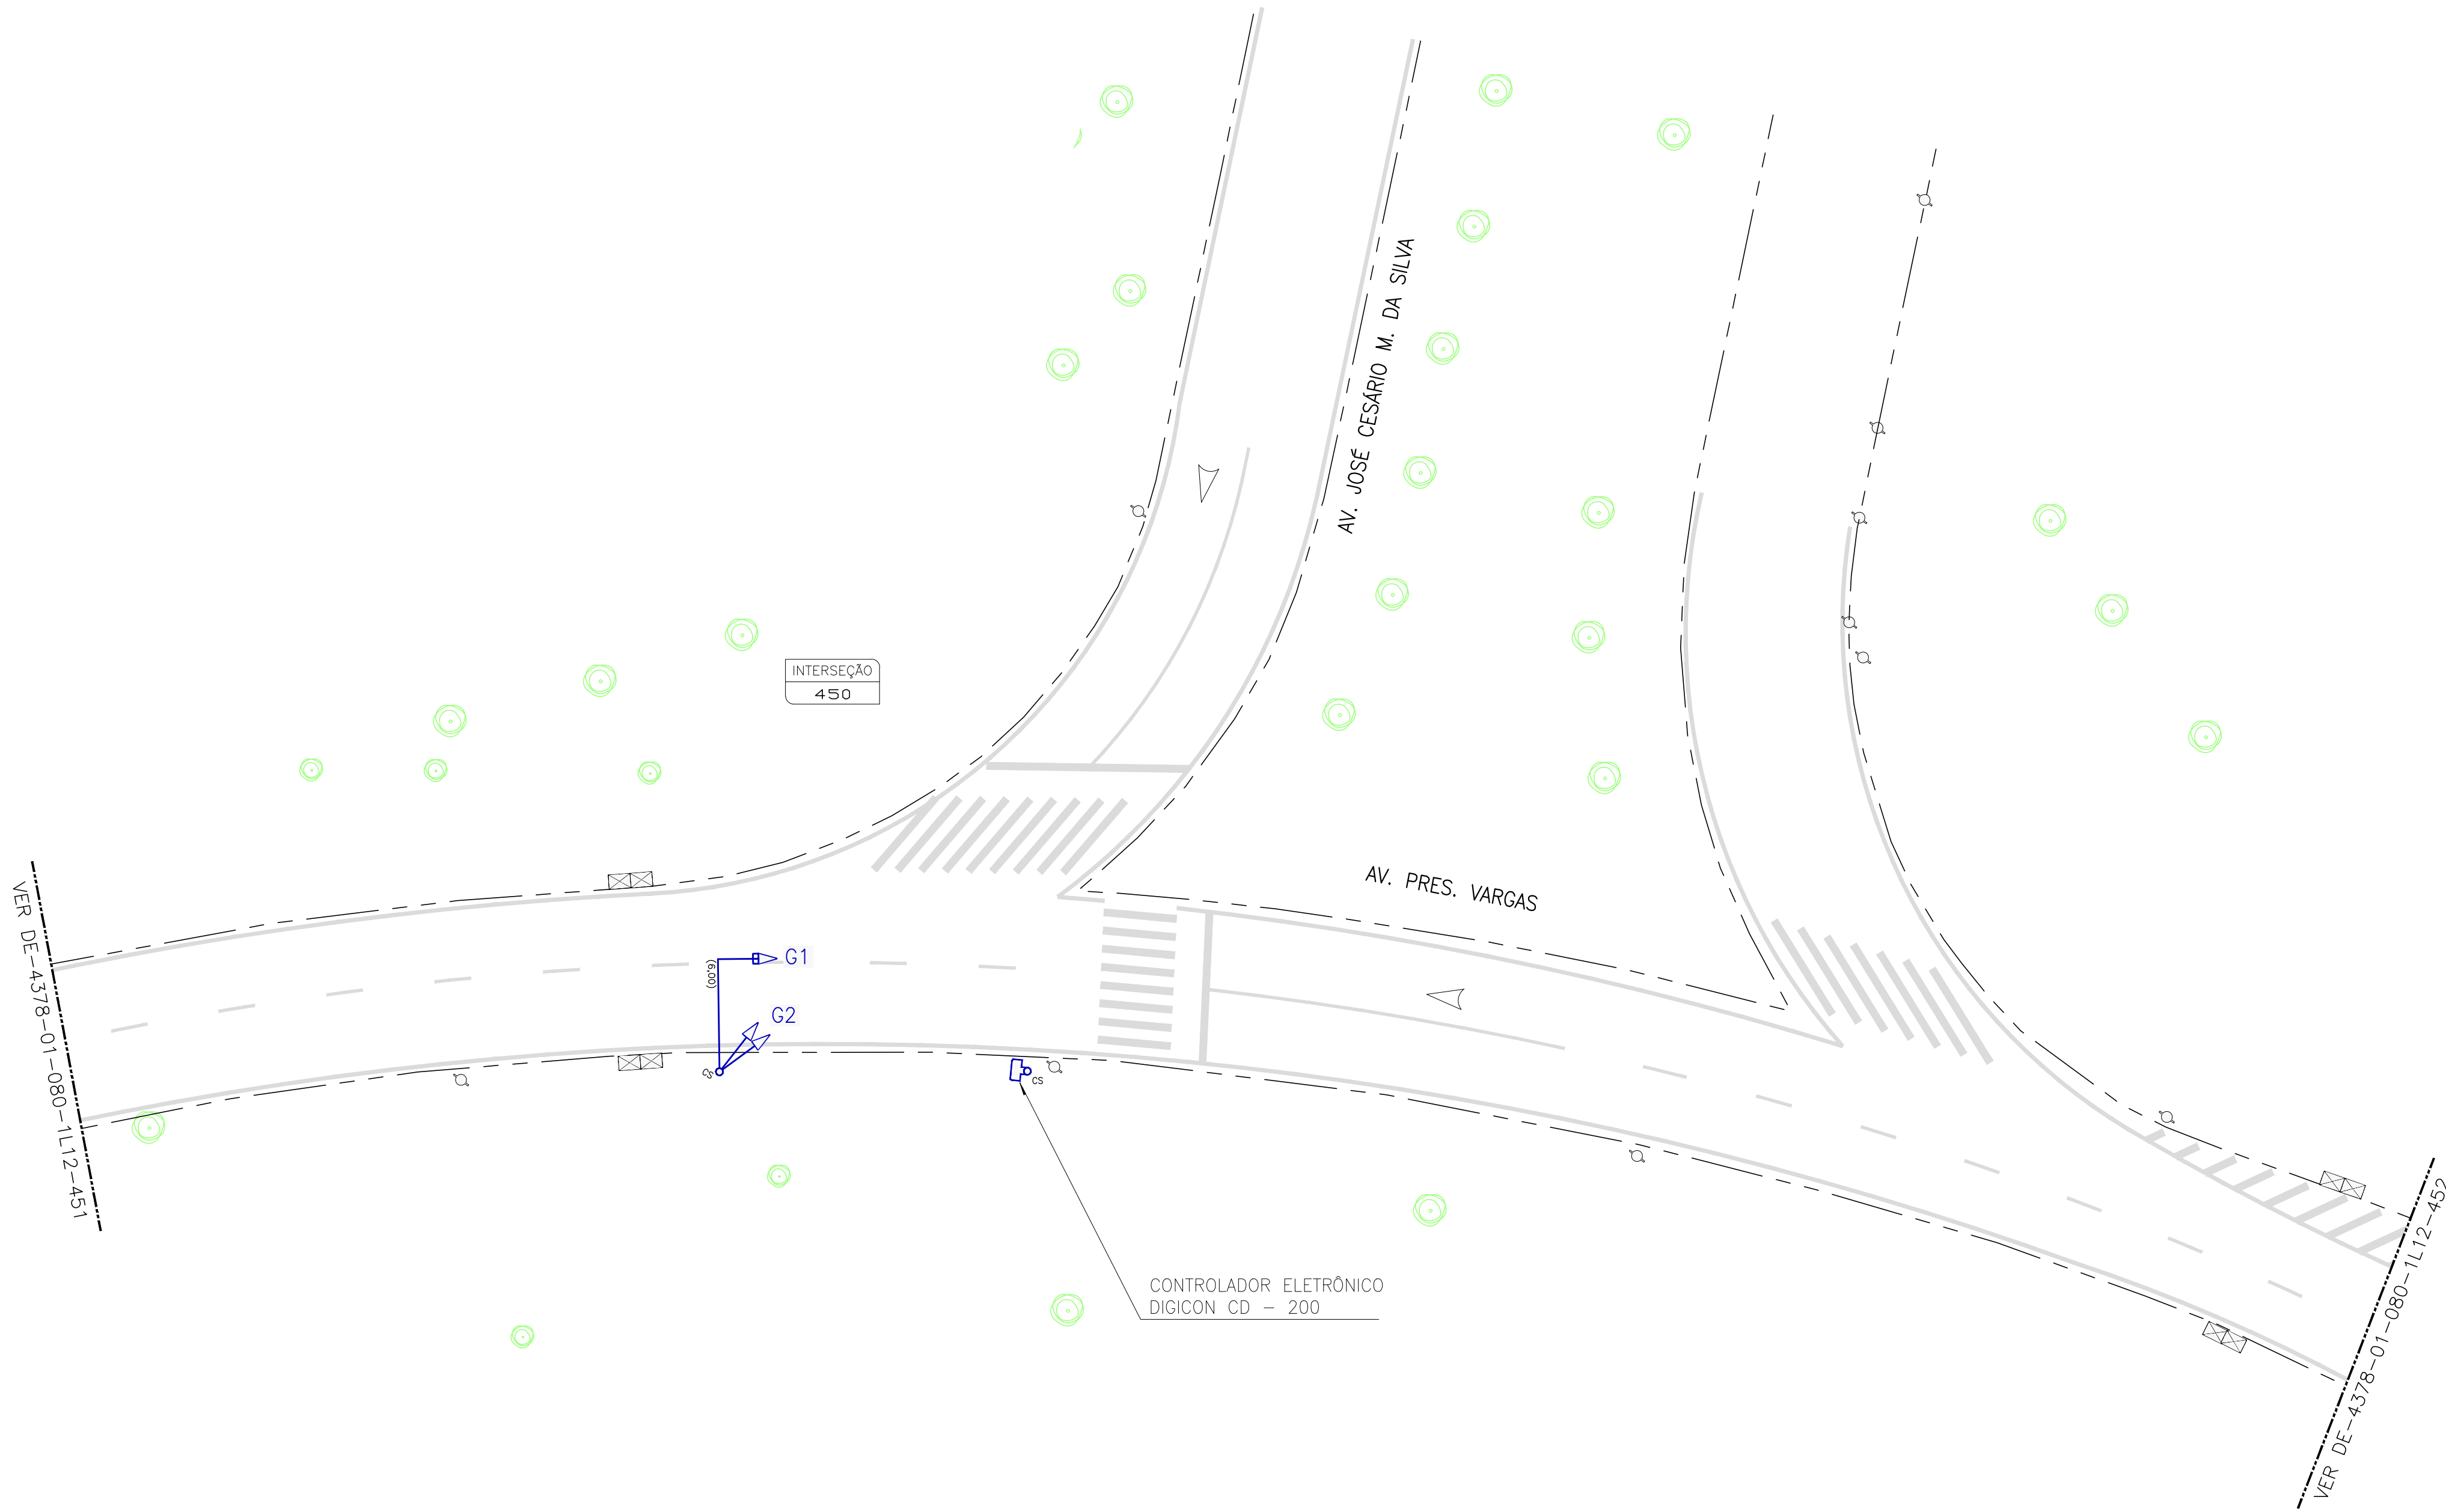 AV. JOSÉ CESÁRIO M. DA SILVA
INTERSEÇÃO
450
AV. PRES. VARGAS
VER DE-4378-01-080-1L12-451
G1
(6,00)
G2
CS
CS
CONTROLADOR ELETRÔNICO
DIGICON CD - 200
VER DE-4378-01-080-1L12-452